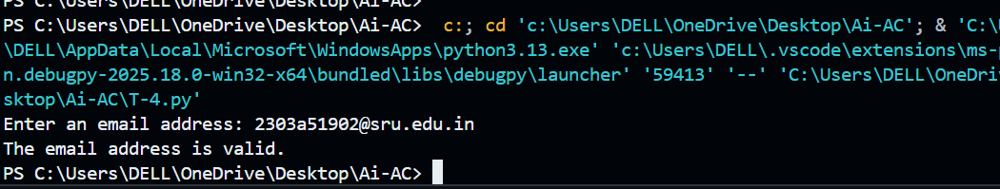 PS C:\Users\DELL\OneDrive\Desktop\Ai-AC>
PS C:\Users\DELL\OneDrive\Desktop\Ai-AC>  c:; cd 'c:\Users\DELL\OneDrive\Desktop\Ai-AC'; & 'C:\
\DELL\AppData\Local\Microsoft\WindowsApps\python3.13.exe' 'c:\Users\DELL\.vscode\extensions\ms-
n.debugpy-2025.18.0-win32-x64\bundled\libs\debugpy\launcher' '59413' '--' 'C:\Users\DELL\OneDri
sktop\Ai-AC\T-4.py'
Enter an email address: 2303a51902@sru.edu.in
The email address is valid.
PS C:\Users\DELL\OneDrive\Desktop\Ai-AC>